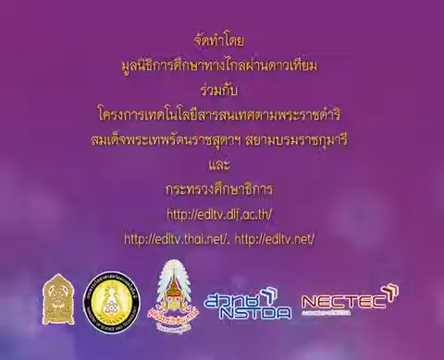 จัดทำโดย
มูลนิธิการศึกษาทางไกลผ่านดาวเทียม
ร่วมกับ
โครงการเทคโนโลยีสารสนเทศตามพระราชดำริ
สมเด็จพระเทพรัตนราชสุดาฯ สยามบรมราชกุมารี
และ
กระทรวงศึกษาธิการ
http://edltv.dlf.ac.th/
http://edltv.thai.net/, http://edltv.net/
สวทช
NSTDA
NECTEC